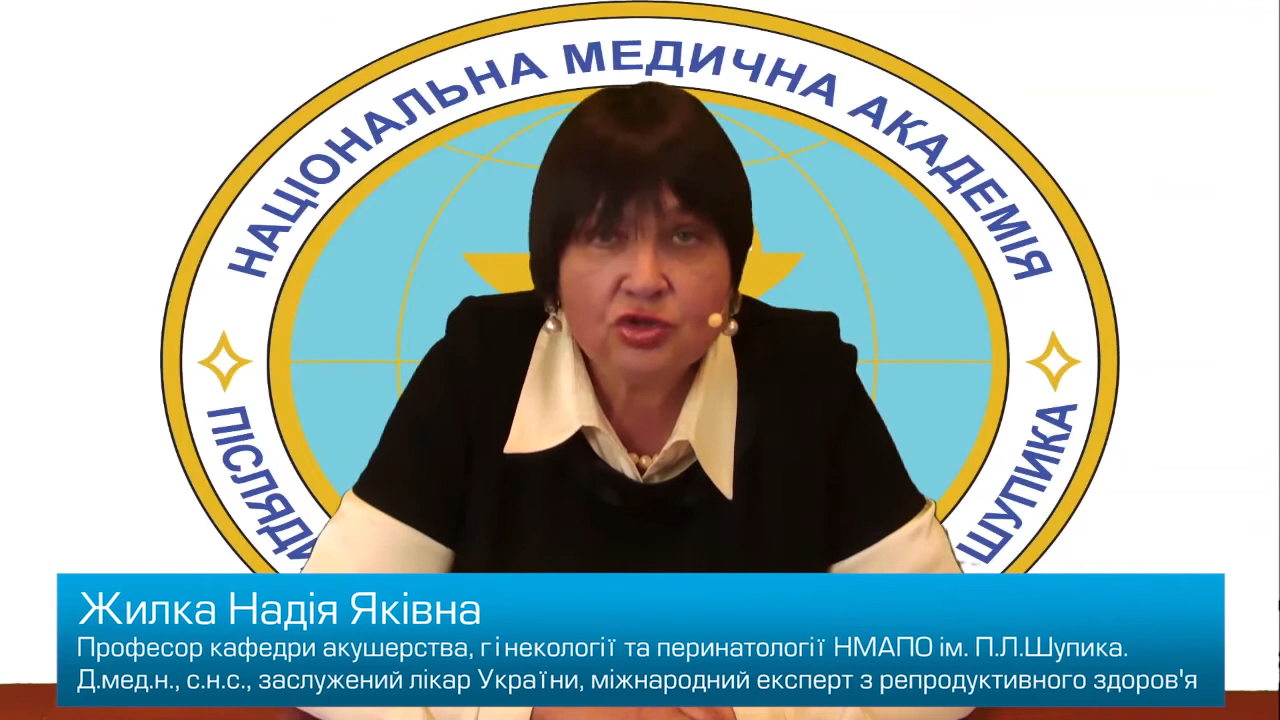 НАЦІОНАЛЬНА МЕДИЧНА АКАДЕМІЯ
ШУПИКА
Жилка Надія Яківна
Професор кафедри акушерства, гінекології та перинатології НМАПО ім. П.Л.Шупика.
Д.мед.н., с.н.с., заслужений лікар України, міжнародний експерт з репродуктивного здоров'я